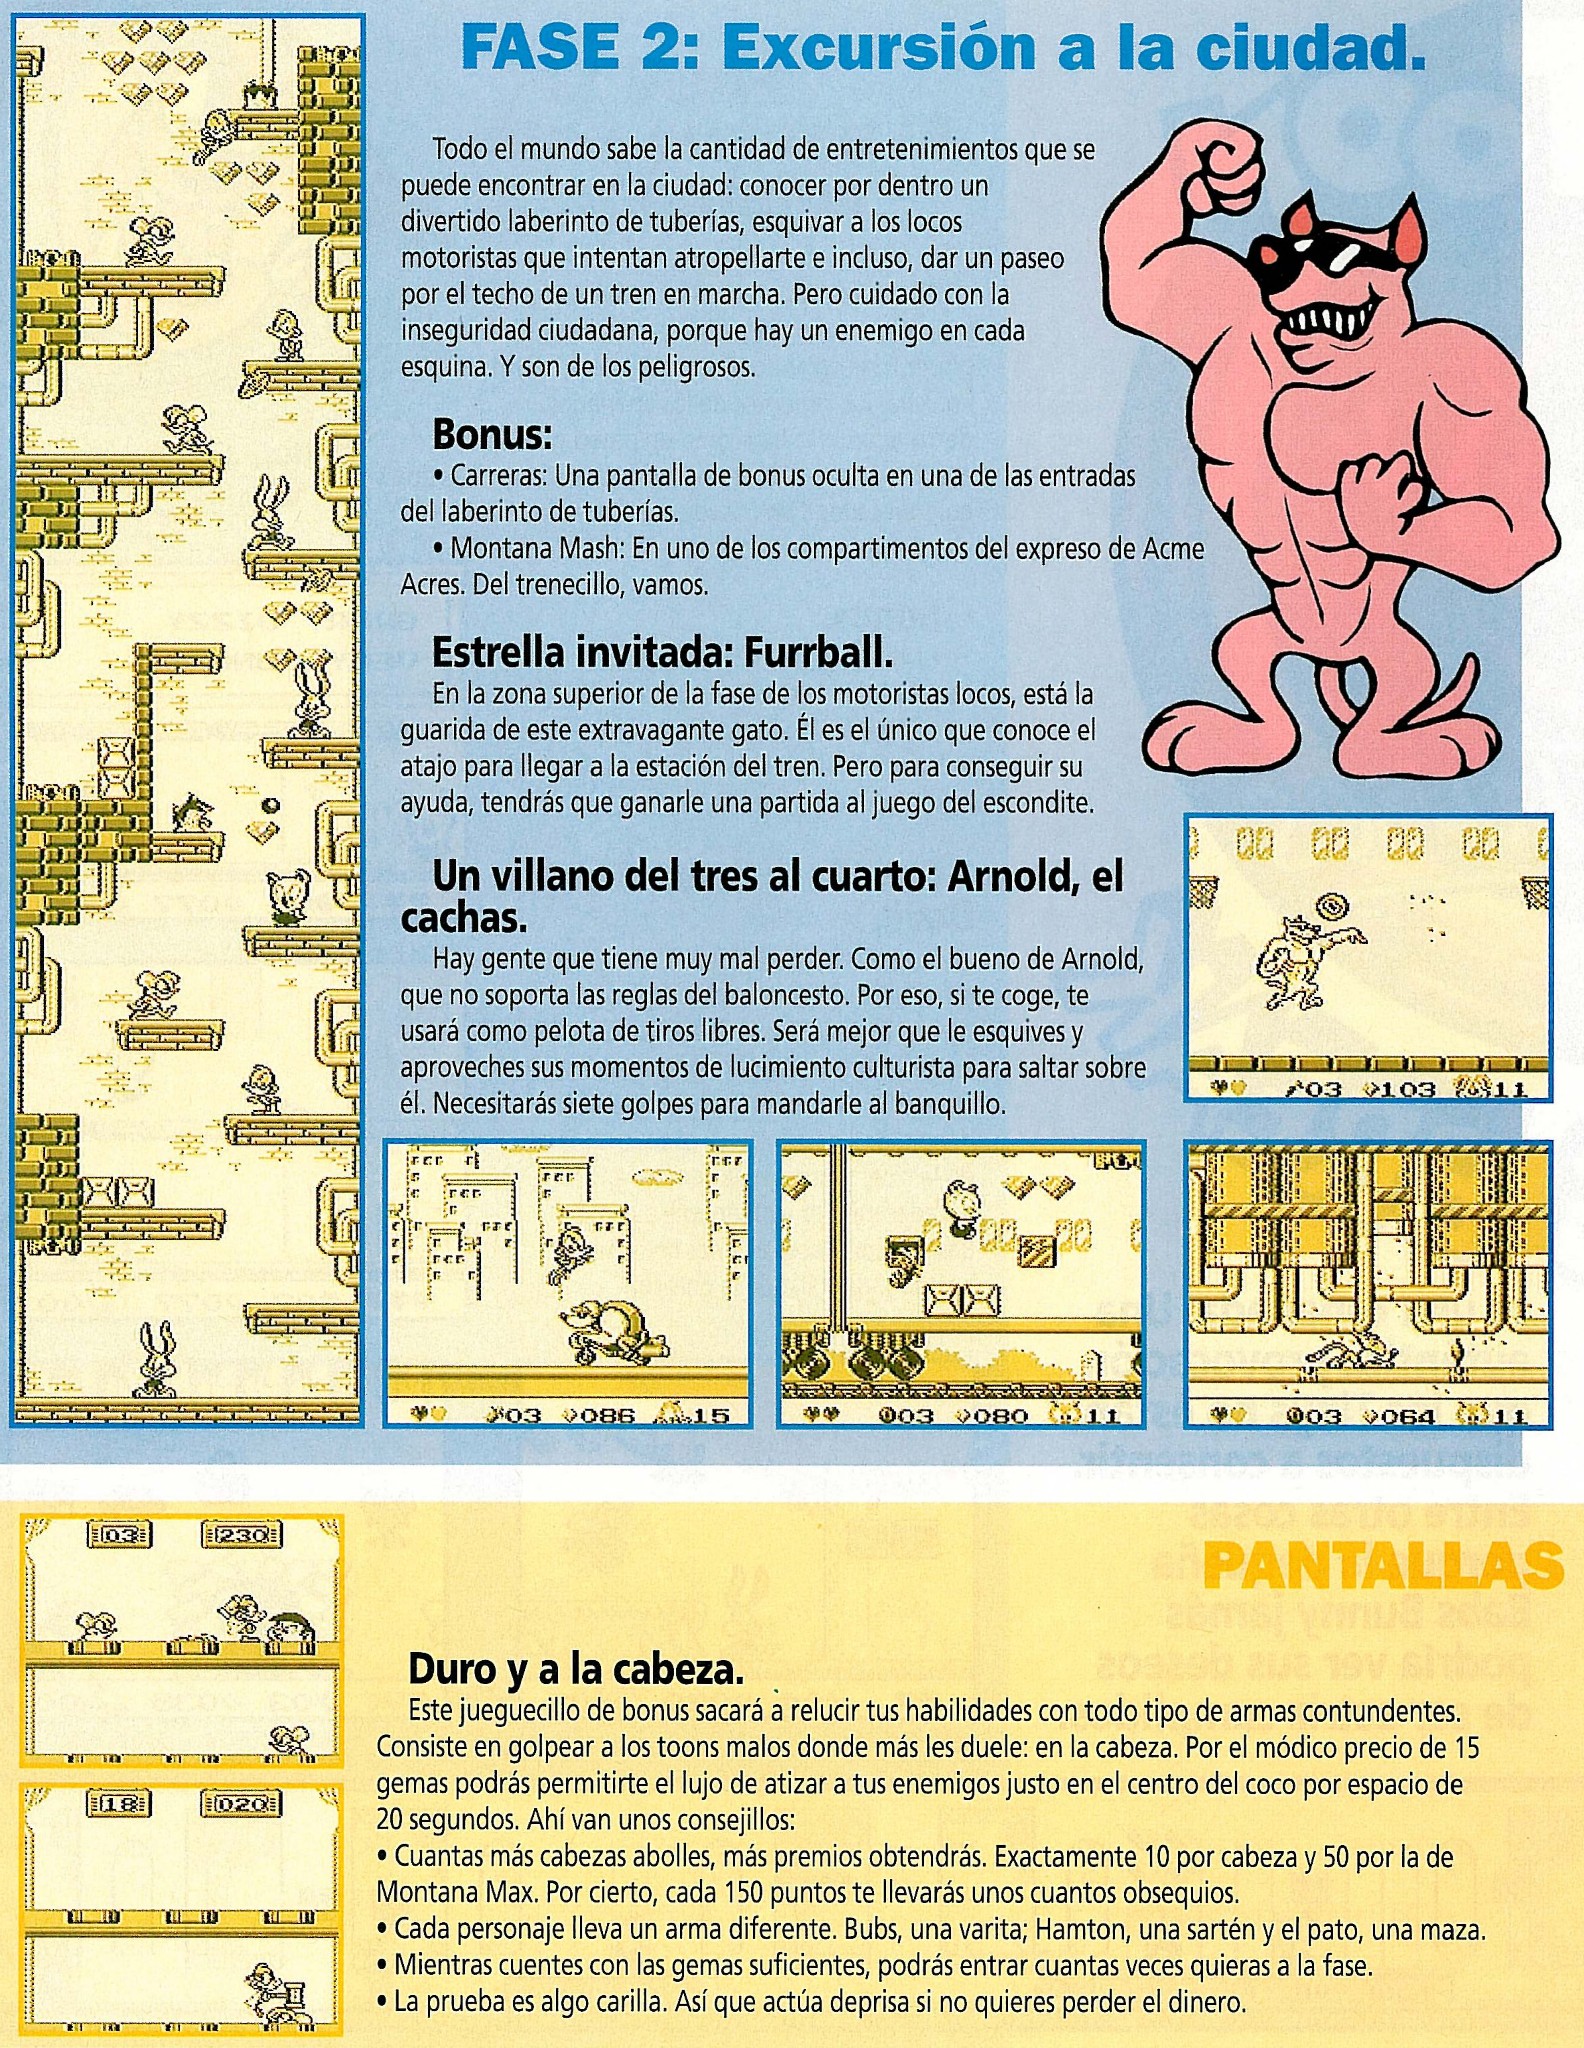 FASE 2: Excursión a la ciudad.
Todo el mundo sabe la cantidad de entretenimientos que se
puede encontrar en la ciudad: conocer por dentro un
divertido laberinto de tuberías, esquivar a los locos
motoristas que intentan atropellarte e incluso, dar un paseo
por el techo de un tren en marcha. Pero cuidado con la
inseguridad ciudadana, porque hay un enemigo en cada
esquina. Y son de los peligrosos.
Bonus:
• Carreras: Una pantalla de bonus oculta en una de las entradas
del laberinto de tuberías.
• Montana Mash: En uno de los compartimentos del expreso de Acme
Acres. Del trenecillo, vamos.
Estrella invitada: Furrball.
En la zona superior de la fase de los motoristas locos, está la
guarida de este extravagante gato. Él es el único que conoce el
atajo para llegar a la estación del tren. Pero para conseguir su
ayuda, tendrás que ganarle una partida al juego del escondite.
Un villano del tres al cuarto: Arnold, el
cachas.
Hay gente que tiene muy mal perder. Como el bueno de Arnold,
que no soporta las reglas del baloncesto. Por eso, si te coge, te
usará como pelota de tiros libres. Será mejor que le esquives y
aproveches sus momentos de lucimiento culturista para saltar sobre
él. Necesitarás siete golpes para mandarle al banquillo.
03 103 11
03 086 15
03 080 11
03 064 11
PANTALLAS
03 230
18 020
Duro y a la cabeza.
Este jueguecillo de bonus sacará a relucir tus habilidades con todo tipo de armas contundentes.
Consiste en golpear a los toons malos donde más les duele: en la cabeza. Por el módico precio de 15
gemas podrás permitirte el lujo de atizar a tus enemigos justo en el centro del coco por espacio de
20 segundos. Ahí van unos consejillos:
• Cuantas más cabezas abolles, más premios obtendrás. Exactamente 10 por cabeza y 50 por la de
Montana Max. Por cierto, cada 150 puntos te llevarás unos cuantos obsequios.
• Cada personaje lleva un arma diferente. Bubs, una varita; Hamton, una sartén y el pato, una maza.
• Mientras cuentes con las gemas suficientes, podrás entrar cuantas veces quieras a la fase.
• La prueba es algo carilla. Así que actúa deprisa si no quieres perder el dinero.